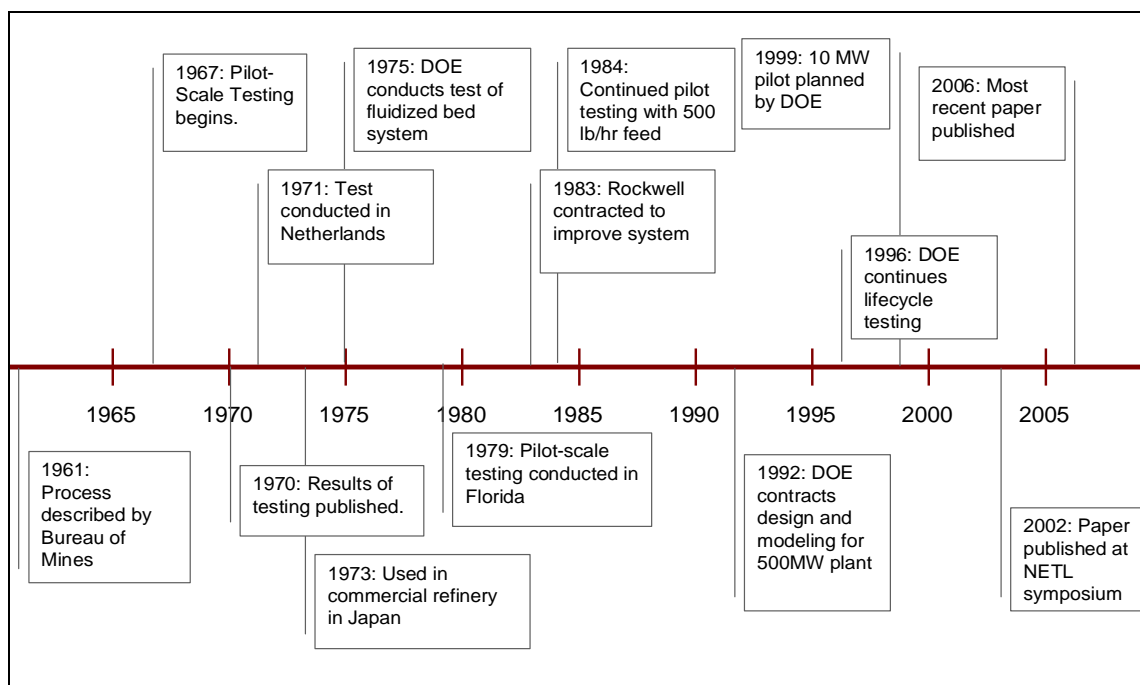 1967: Pilot-
Scale Testing
begins.
1975: DOE
conducts test of
fluidized bed
system
1984:
Continued pilot
testing with 500
lb/hr feed
1999: 10 MW
pilot planned
by DOE
2006: Most
recent paper
published
1971: Test
conducted in
Netherlands
1983: Rockwell
contracted to
improve system
1996: DOE
continues
lifecycle
testing
1965
1970
1975
1980
1985
1990
1995
2000
2005
1961:
Process
described by
Bureau of
Mines
1970: Results of
testing published.
1973: Used in
commercial refinery
in Japan
1979: Pilot-scale
testing conducted in
Florida
1992: DOE
contracts
design and
modeling for
500MW plant
2002: Paper
published at
NETL
symposium